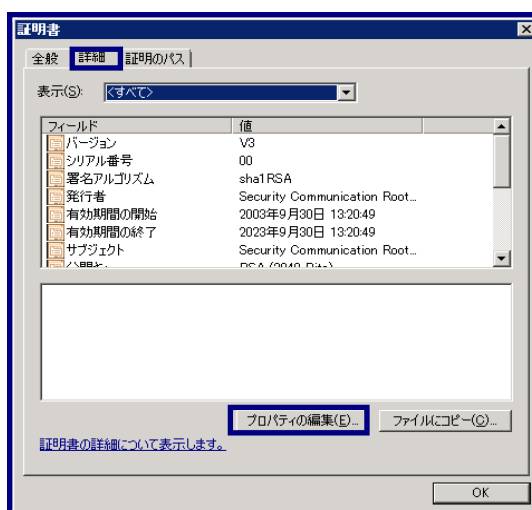 証明書
全般 詳細 証明のパス
表示(S): <すべて>
フィールド 値
バージョン V3
シリアル番号 00
署名アルゴリズム sha1RSA
発行者 Security Communication Root...
有効期間の開始 2003年9月30日 13:20:49
有効期間の終了 2023年9月30日 13:20:49
サブジェクト Security Communication Root...
RSA (2048 Bits)
プロパティの編集(E)... ファイルにコピー(C)...
証明書の詳細について表示します。
OK